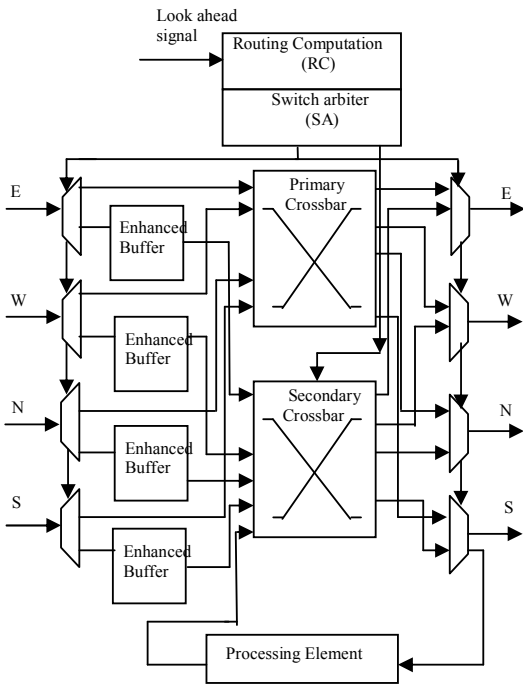 Look ahead
signal
Routing Computation
(RC)
Switch arbiter
(SA)
E
Primary
Crossbar
E
Enhanced
Buffer
W
W
Enhanced
Buffer
N
Secondary
Crossbar
N
Enhanced
Buffer
S
S
Enhanced
Buffer
Processing Element